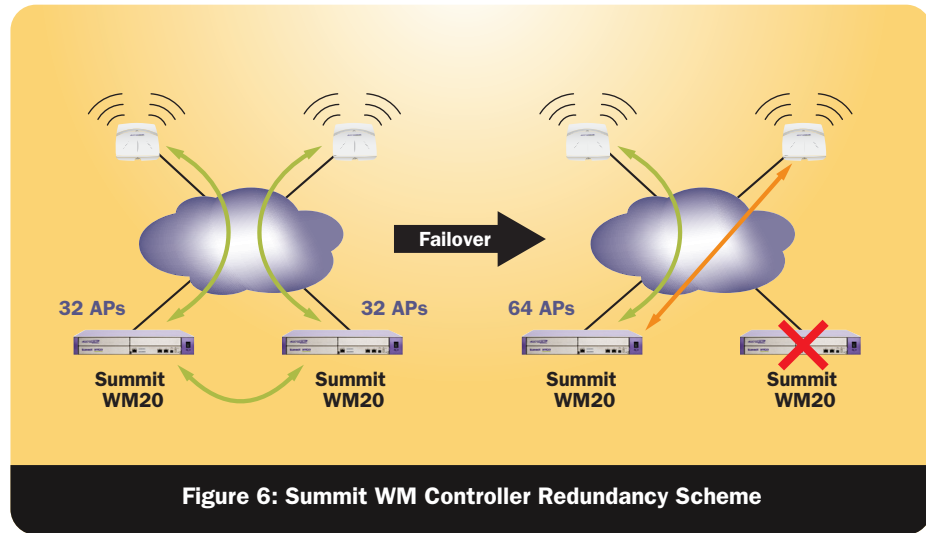 Failover
32 APs
32 APs
64 APs
Summit
WM20
Summit
WM20
Summit
WM20
Summit
WM20
Figure 6: Summit WM Controller Redundancy Scheme